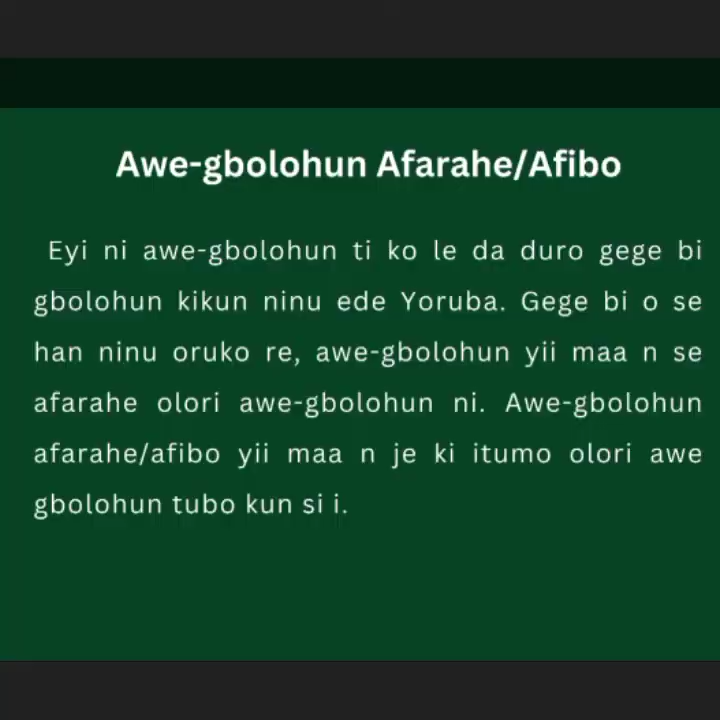 Awe-gbolohun Afarahe/Afibo
Eyi ni awe-gbolohun ti ko le da duro gege bi
gbolohun kikun ninu ede Yoruba. Gege bi o se
han ninu oruko re, awe-gbolohun yii maa n se
afarahe olori awe-gbolohun ni. Awe-gbolohun
afarahe/afibo yii maa n je ki itumo olori awe
gbolohun tubo kun si i.